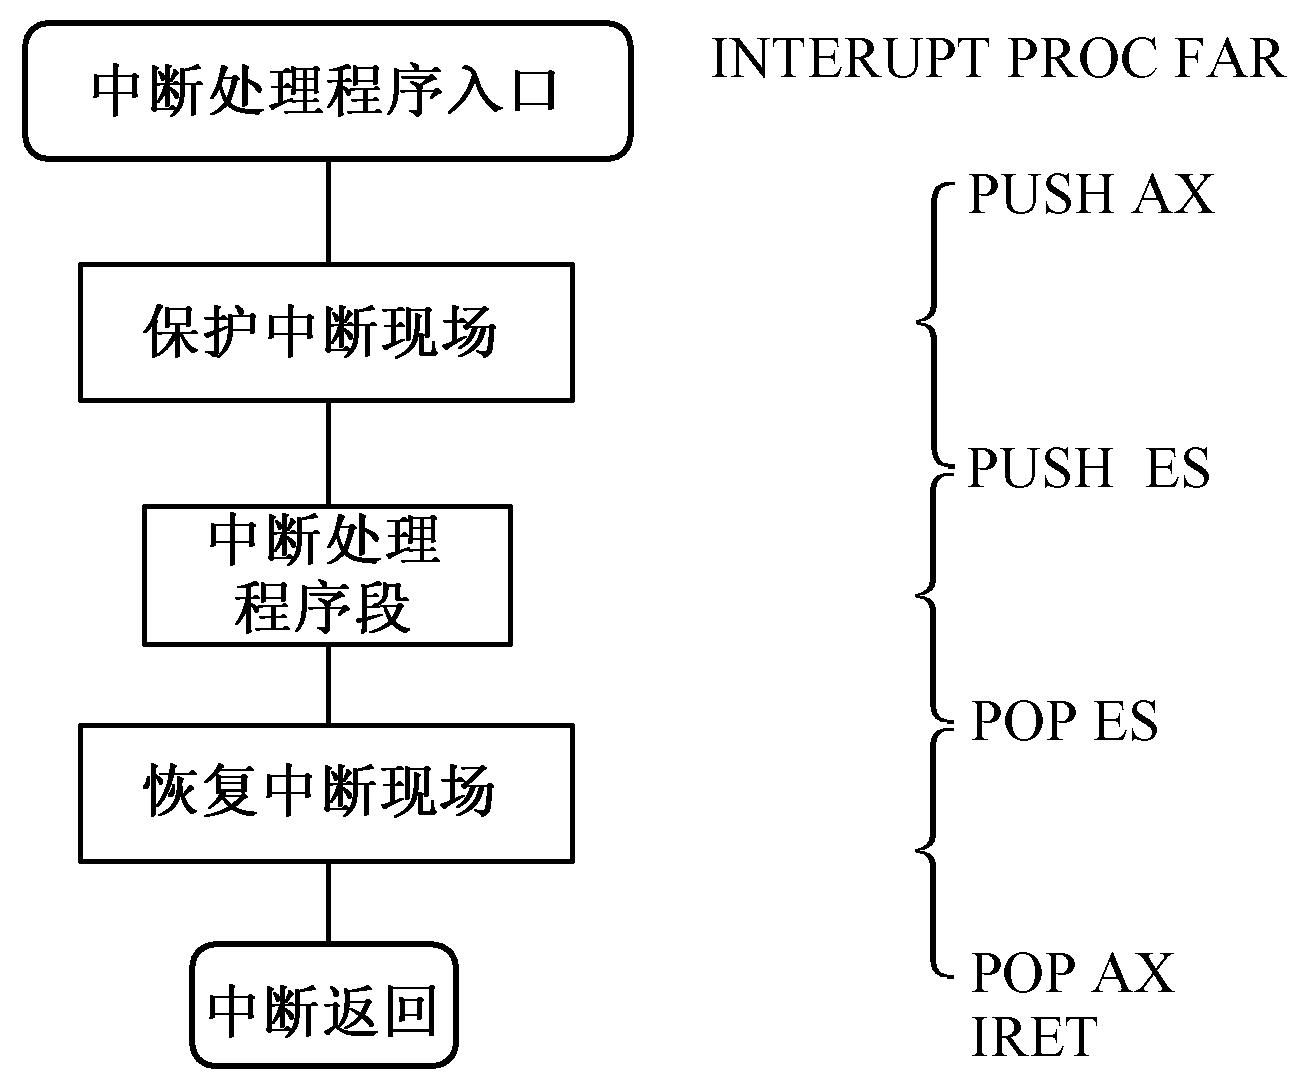 中断处理程序入口
INTERUPT PROC FAR
PUSH AX
保护中断现场
PUSH ES
中断处理
程序段
POP ES
恢复中断现场
POP AX
中断返回
IRET